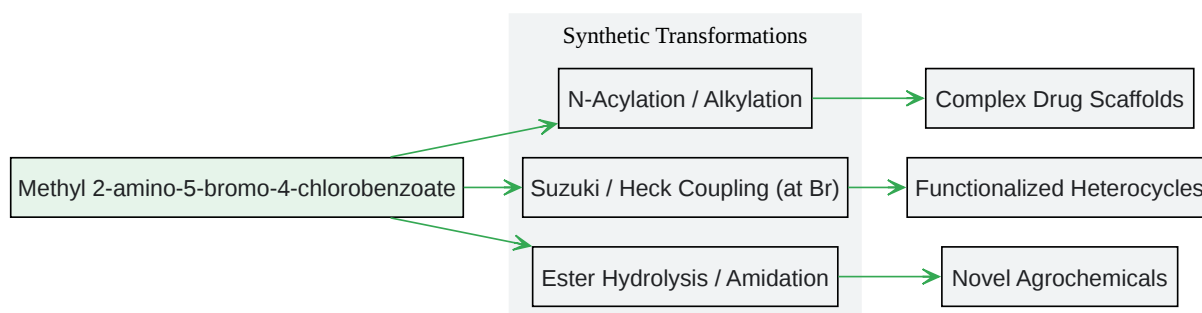 Synthetic Transformations
N-Acylation / Alkylation
Complex Drug Scaffolds
Methyl 2-amino-5-bromo-4-chlorobenzoate
Suzuki / Heck Coupling (at Br)
Functionalized Heterocycles
Ester Hydrolysis / Amidation
Novel Agrochemicals